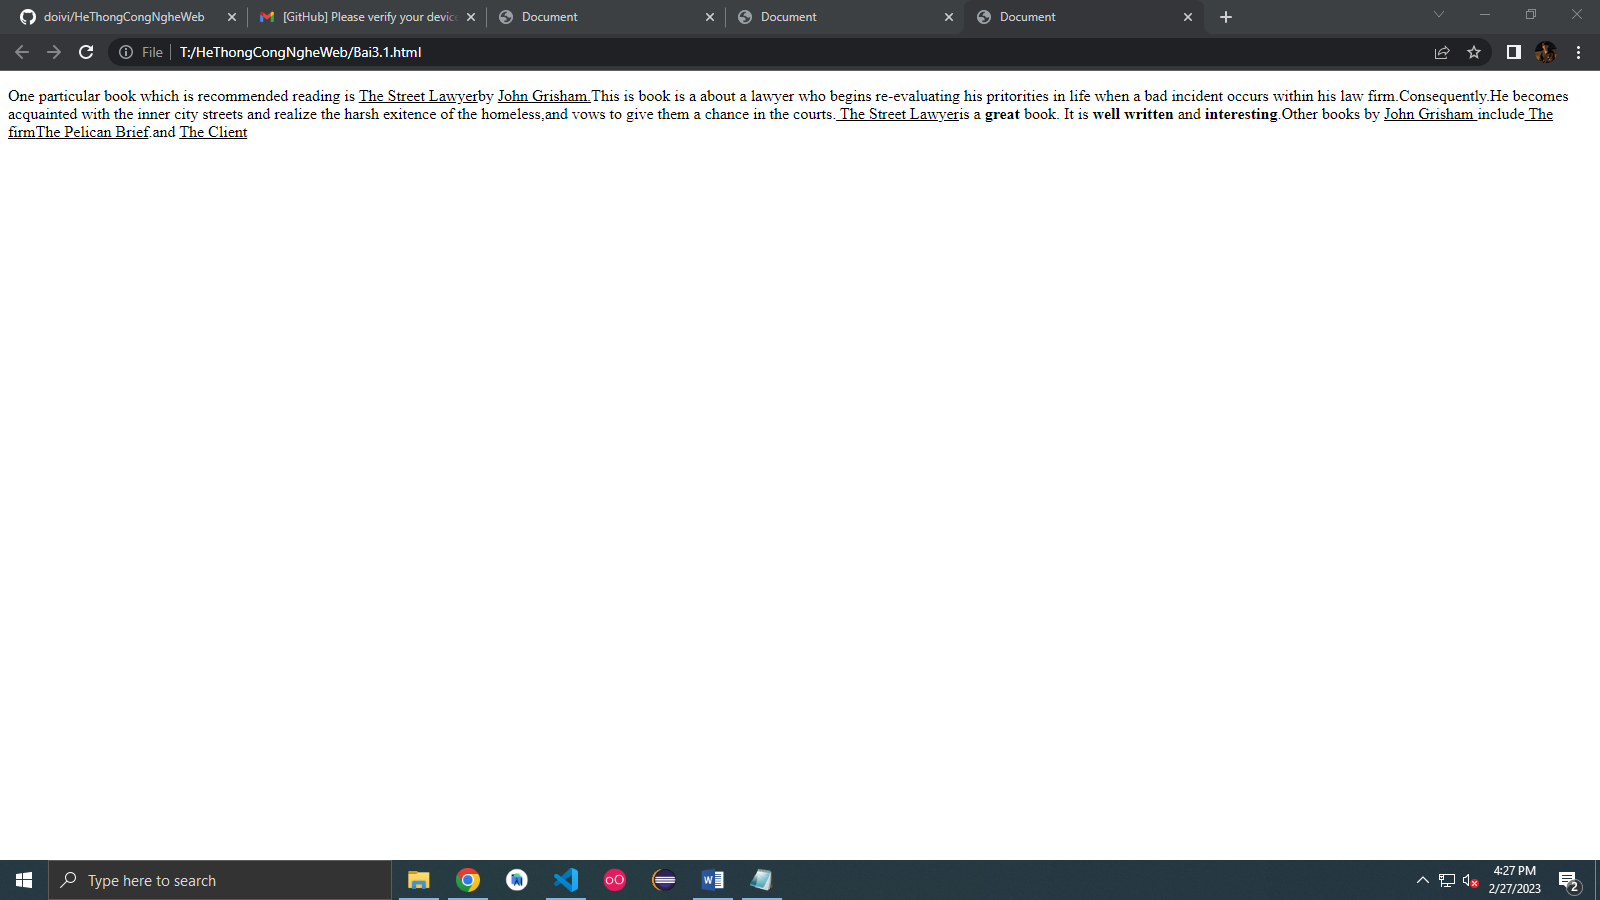 doivi/HeThongCongNgheWeb
[GitHub] Please verify your device
Document
Document
Document
File
T:/HeThongCongNgheWeb/Bai3.1.html
One particular book which is recommended reading is The Street Lawyerby John Grisham.This is book is a about a lawyer who begins re-evaluating his pritorities in life when a bad incident occurs within his law firm.Consequently.He becomes
acquainted with the inner city streets and realize the harsh exitence of the homeless,and vows to give them a chance in the courts. The Street Lawyeris a great book. It is well written and interesting.Other books by John Grisham include The
firmThe Pelican Brief.and The Client
Type here to search
4:27 PM
2/27/2023
2